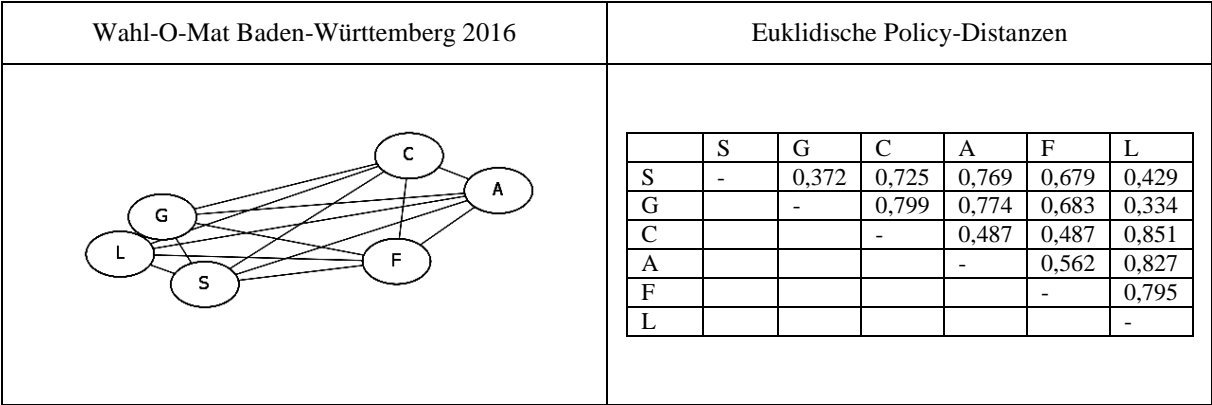 Wahl-O-Mat Baden-Württemberg 2016
Euklidische Policy-Distanzen
C
A
G
L
F
S
S G C A F L
S - 0,372 0,725 0,769 0,679 0,429
G - 0,799 0,774 0,683 0,334
C - 0,487 0,487 0,851
A - 0,562 0,827
F - 0,795
L -